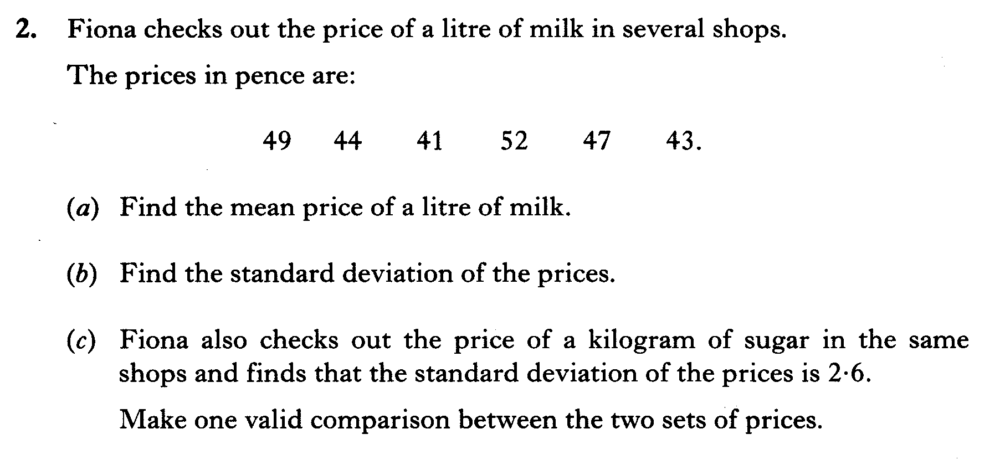 2. Fiona checks out the price of a litre of milk in several shops.
The prices in pence are:
49 44 41 52 47 43.
(a) Find the mean price of a litre of milk.
(b) Find the standard deviation of the prices.
(c) Fiona also checks out the price of a kilogram of sugar in the same
shops and finds that the standard deviation of the prices is 2·6.
Make one valid comparison between the two sets of prices.